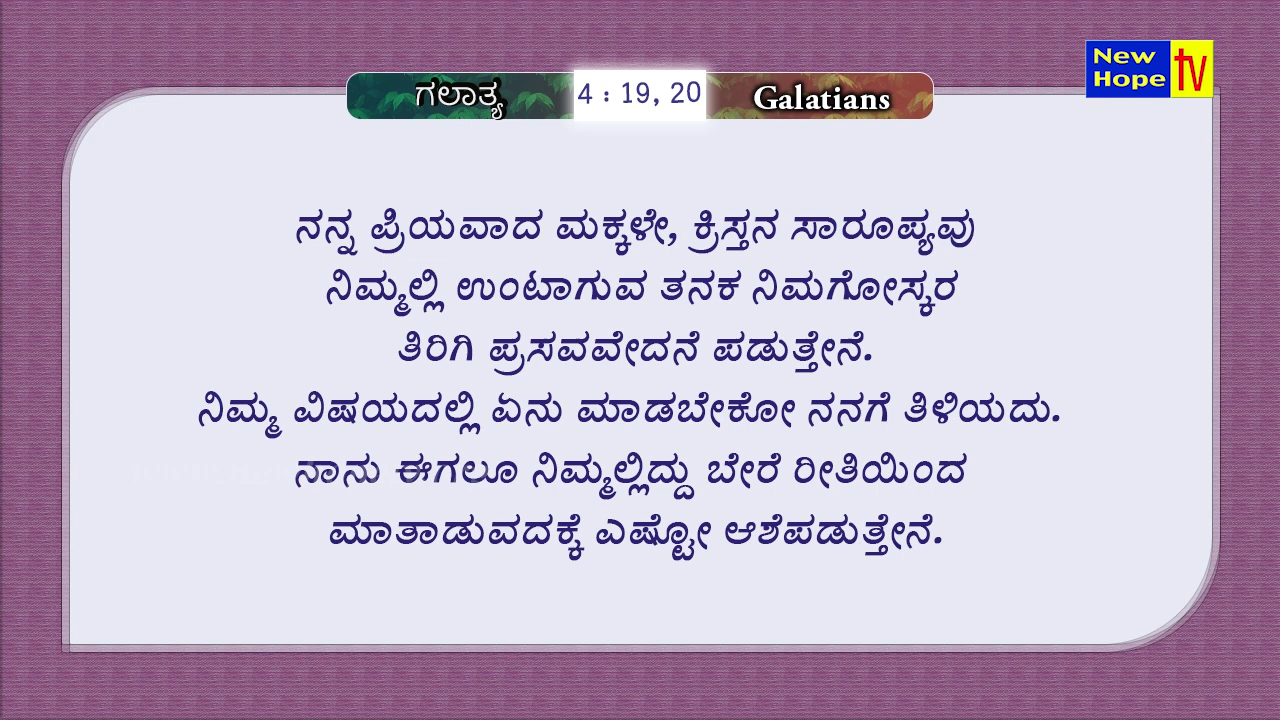 New
Hope tv
ಗಲಾತ್ಯ 4 : 19, 20 Galatians
ನನ್ನ ಪ್ರಿಯವಾದ ಮಕ್ಕಳೇ, ಕ್ರಿಸ್ತನ ಸಾರೂಪ್ಯವು
ನಿಮ್ಮಲ್ಲಿ ಉಂಟಾಗುವ ತನಕ ನಿಮಗೋಸ್ಕರ
ತಿರಿಗಿ ಪ್ರಸವವೇದನೆ ಪಡುತ್ತೇನೆ.
ನಿಮ್ಮ ವಿಷಯದಲ್ಲಿ ಏನು ಮಾಡಬೇಕೋ ನನಗೆ ತಿಳಿಯದು.
ನಾನು ಈಗಲೂ ನಿಮ್ಮಲ್ಲಿದ್ದು ಬೇರೆ ರೀತಿಯಿಂದ
ಮಾತಾಡುವದಕ್ಕೆ ಎಷ್ಟೋ ಆಶೆಪಡುತ್ತೇನೆ.